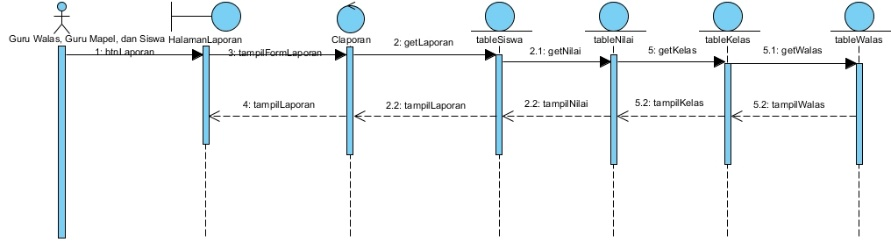 Guru Walas, Guru Mapel, dan Siswa
HalamanLaporan
Claporan
tableSiswa
tableNilai
tableKelas
tableWalas
1: btnLaporan
3: tampilFormLaporan
2: getLaporan
2.1: getNilai
5: getKelas
5.1: getWalas
4: tampilLaporan
2.2: tampilLaporan
2.2: tampilNilai
5.2: tampilKelas
5.2: tampilWalas